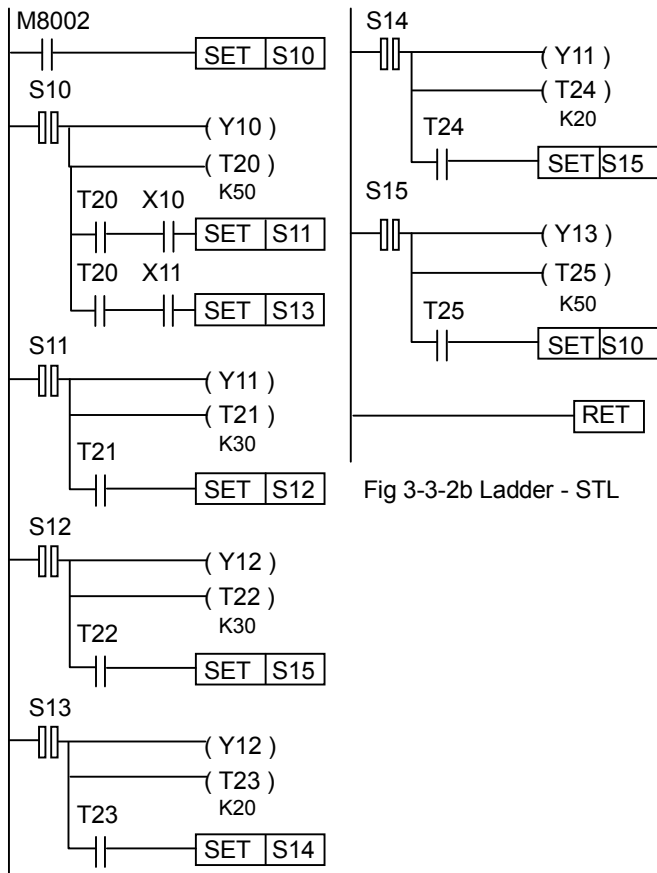 M8002
SET S10
S10
( Y10 )
( T20 )
K50
T20 X10
SET S11
T20 X11
SET S13
S11
( Y11 )
( T21 )
K30
T21
SET S12
S12
( Y12 )
( T22 )
K30
T22
SET S15
S13
( Y12 )
( T23 )
K20
T23
SET S14
S14
( Y11 )
( T24 )
K20
T24
SET S15
S15
( Y13 )
( T25 )
K50
T25
SET S10
RET
Fig 3-3-2b Ladder - STL